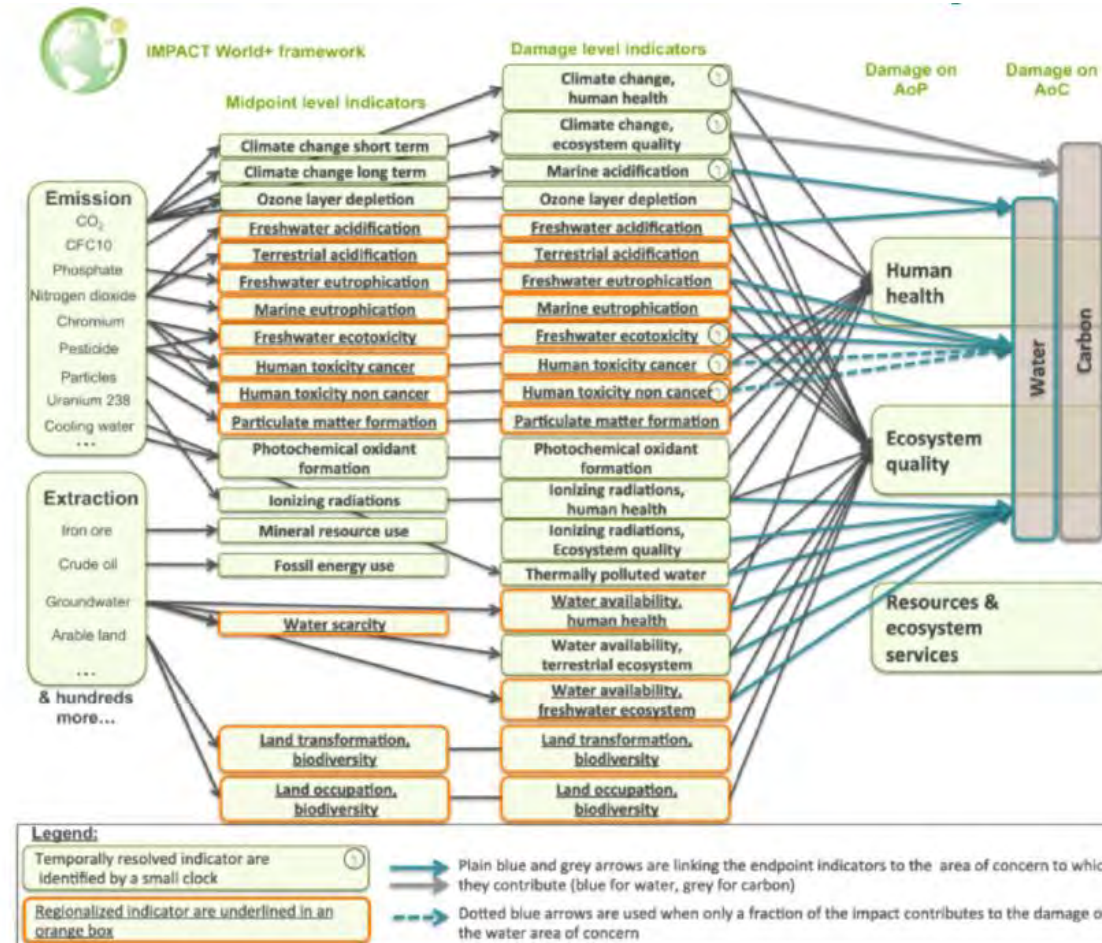 IMPACT World+ framework
Damage level indicators
Damage on
AoP
Damage on
AoC
Midpoint level indicators
Climate change,
human health
Climate change,
ecosystem quality
Climate change short term
Climate change long term
Marine acidification
Ozone layer depletion
Ozone layer depletion
Freshwater acidification
Freshwater acidification
Terrestrial acidification
Terrestrial acidification
Freshwater eutrophication
Freshwater eutrophication
Marine eutrophication
Marine eutrophication
Freshwater ecotoxicity
Freshwater ecotoxicity
Human toxicity cancer
Human toxicity cancer
Human toxicity non cancer
Human toxicity non cancer
Particulate matter formation
Particulate matter formation
Photochemical oxidant
formation
Photochemical oxidant
formation
Ionizing radiations
Ionizing radiations,
human health
Mineral resource use
Ionizing radiations,
Ecosystem quality
Fossil energy use
Thermally polluted water
Water scarcity
Water availability,
human health
Water availability,
terrestrial ecosystem
Water availability,
freshwater ecosystem
Land transformation,
biodiversity
Land transformation,
biodiversity
Land occupation,
biodiversity
Land occupation,
biodiversity
Emission
CO₂
CFC10
Phosphate
Nitrogen dioxide
Chromium
Pesticide
Particles
Uranium 238
Cooling water
...
Extraction
Iron ore
Crude oil
Groundwater
Arable land
...
& hundreds
more...
Human
health
Ecosystem
quality
Resources &
ecosystem
services
Water
Carbon
Legend:
Temporally resolved indicator are
identified by a small clock
Regionalized indicator are underlined in an
orange box
Plain blue and grey arrows are linking the endpoint indicators to the area of concern to whic
they contribute (blue for water, grey for carbon)
Dotted blue arrows are used when only a fraction of the impact contributes to the damage o
the water area of concern